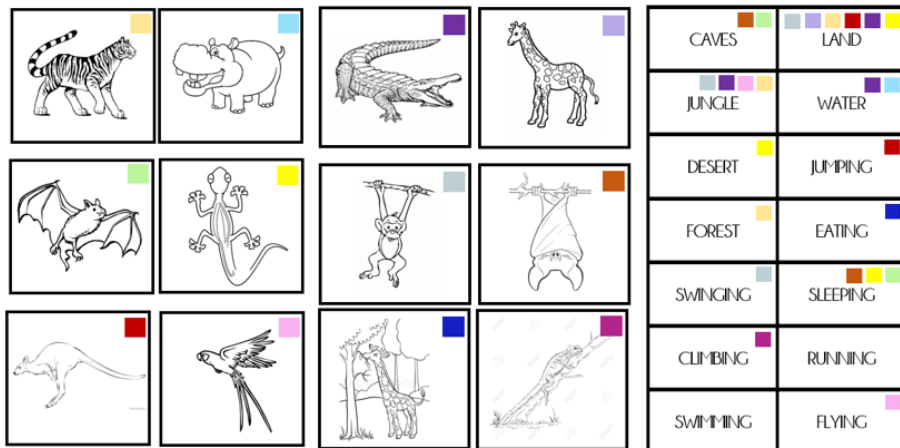 CAVES
LAND
JUNGLE
WATER
DESERT
JUMPING
FOREST
EATING
SWINGING
SLEEPING
CLIMBING
RUNNING
SWIMMING
FLYING